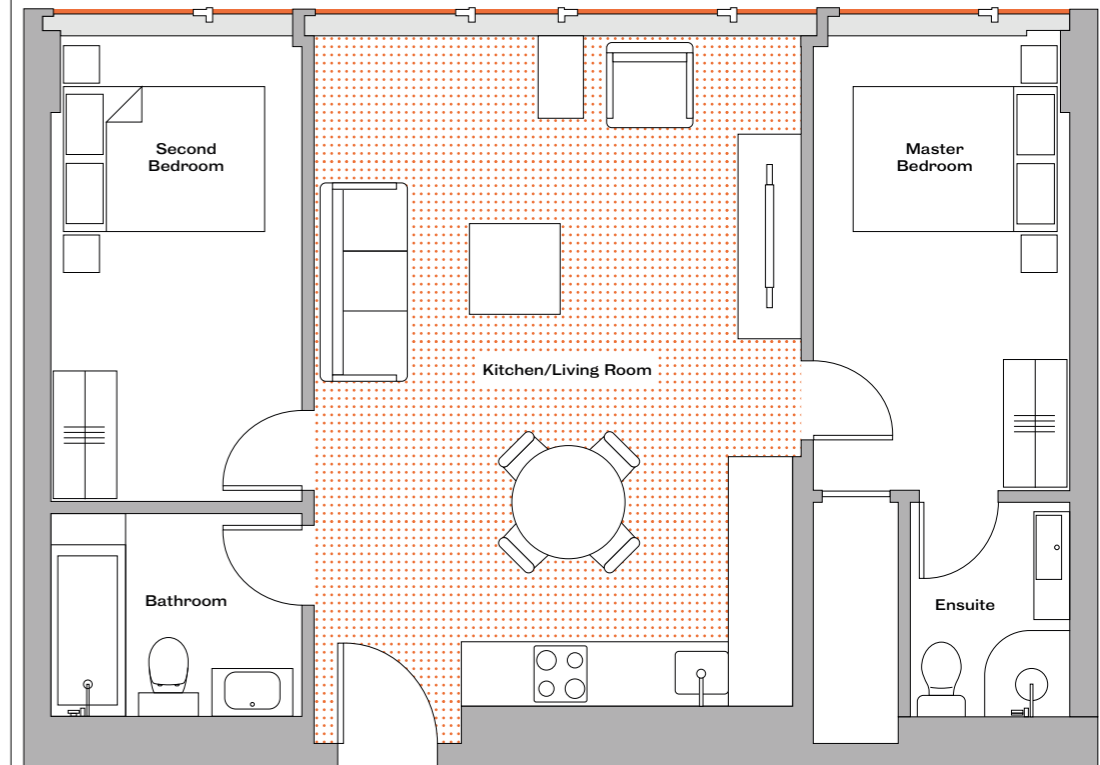 Second
Bedroom
Master
Bedroom
Kitchen/Living Room
Bathroom
Ensuite